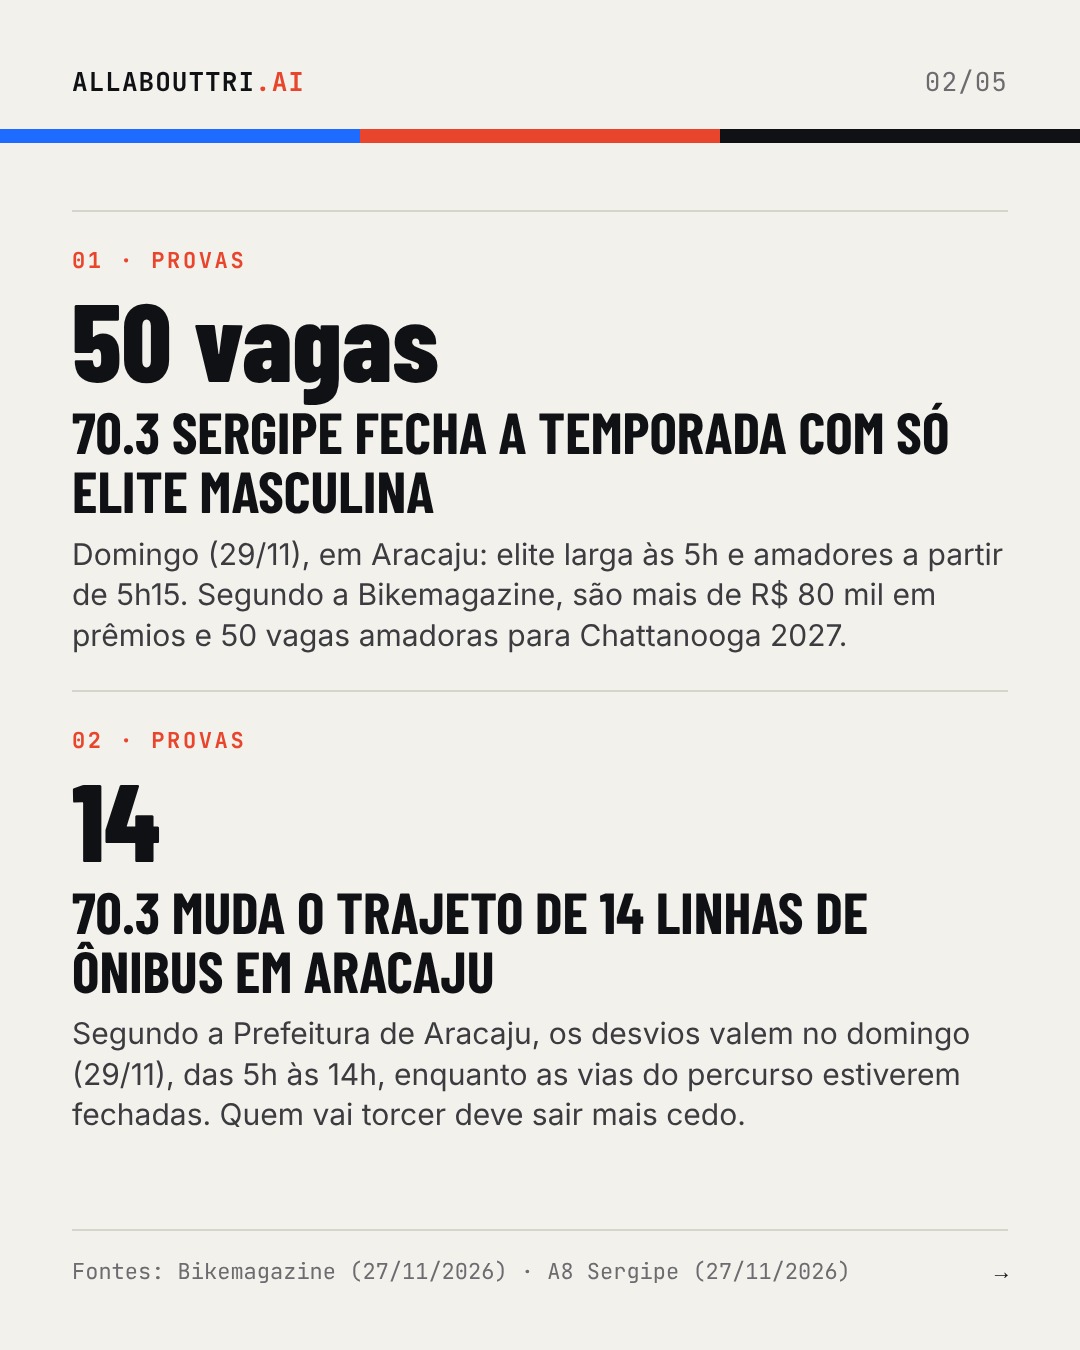 ALLABOUTTRI.AI
02/05
01 · PROVAS
50 vagas
70.3 SERGIPE FECHA A TEMPORADA COM SÓ
ELITE MASCULINA
Domingo (29/11), em Aracaju: elite larga às 5h e amadores a partir
de 5h15. Segundo a Bikemagazine, são mais de R$ 80 mil em
prêmios e 50 vagas amadoras para Chattanooga 2027.
02 · PROVAS
14
70.3 MUDA O TRAJETO DE 14 LINHAS DE
ÔNIBUS EM ARACAJU
Segundo a Prefeitura de Aracaju, os desvios valem no domingo
(29/11), das 5h às 14h, enquanto as vias do percurso estiverem
fechadas. Quem vai torcer deve sair mais cedo.
Fontes: Bikemagazine (27/11/2026) · A8 Sergipe (27/11/2026) →